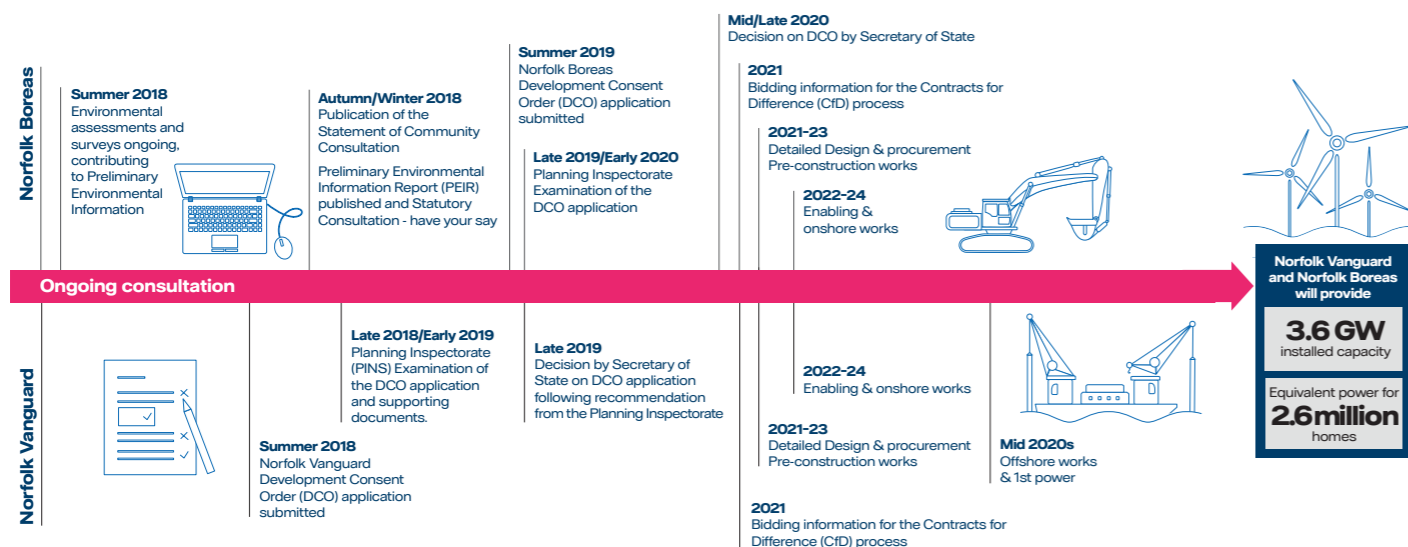 Norfolk Boreas
Summer 2018
Environmental
assessments and
surveys ongoing,
contributing
to Preliminary
Environmental
Information
Autumn/Winter 2018
Publication of the
Statement of Community
Consultation
Preliminary Environmental
Information Report (PEIR)
published and Statutory
Consultation - have your say
Summer 2019
Norfolk Boreas
Development Consent
Order (DCO) application
submitted
Late 2019/Early 2020
Planning Inspectorate
Examination of the
DCO application
Mid/Late 2020
Decision on DCO by Secretary of State
2021
Bidding information for the Contracts for
Difference (CfD) process
2021-23
Detailed Design & procurement
Pre-construction works
2022-24
Enabling &
onshore works
Ongoing consultation
Norfolk Vanguard
Summer 2018
Norfolk Vanguard
Development Consent
Order (DCO) application
submitted
Late 2018/Early 2019
Planning Inspectorate
(PINS) Examination of
the DCO application
and supporting
documents.
Late 2019
Decision by Secretary of
State on DCO application
following recommendation
from the Planning Inspectorate
2022-24
Enabling & onshore works
2021-23
Detailed Design & procurement
Pre-construction works
2021
Bidding information for the Contracts for
Difference (CfD) process
Mid 2020s
Offshore works
& 1st power
Norfolk Vanguard
and Norfolk Boreas
will provide
3.6 GW
installed capacity
Equivalent power for
2.6 million
homes